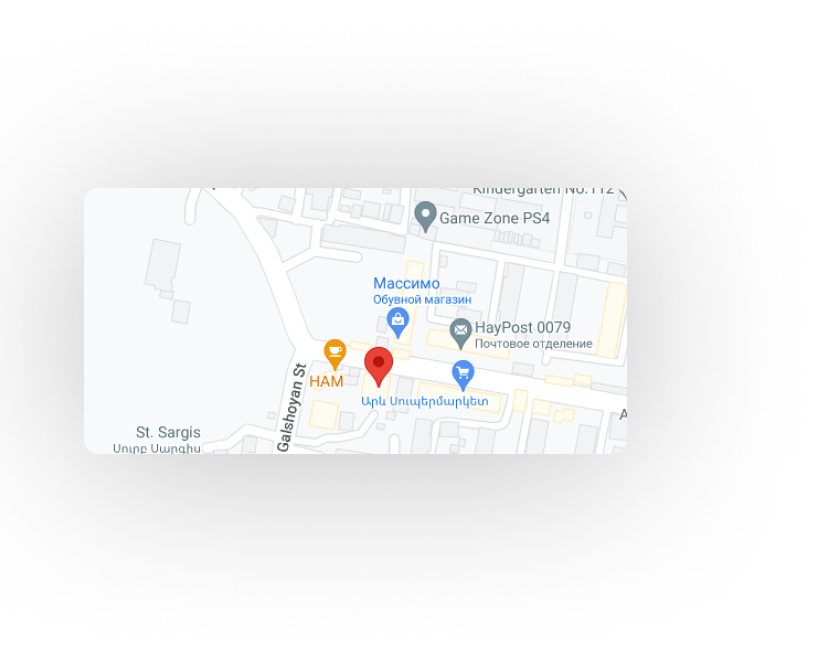 Kindergarten No.112
Game Zone PS4
Массимо
Обувной магазин
HayPost 0079
Почтовое отделение
HAM
Արև Սուպերմարկետ
Galshoyan St
St. Sargis
Սուրբ Սարգիս